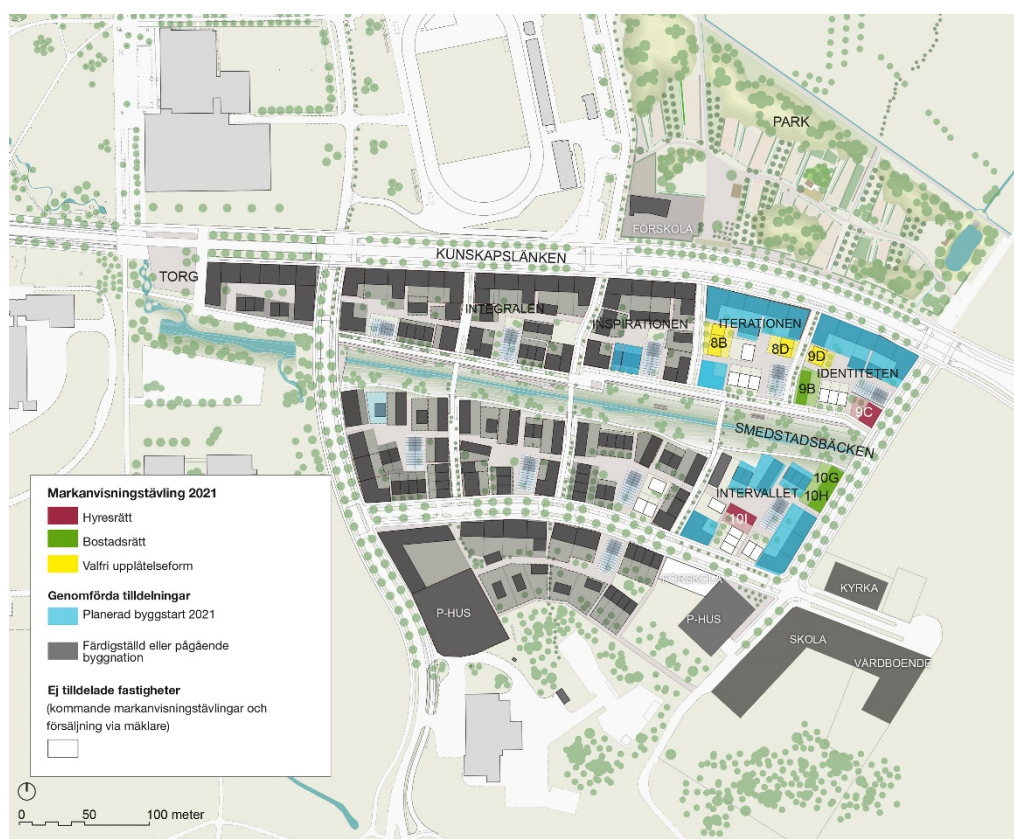 PARK
FÖRSKOLA
KUNSKAPSLÄNKEN
TORG
INTEGRALEN
INSPIRATIONEN
ITERATIONEN
8B
8D
9D
IDENTITETEN
9B
9C
SMEDSTADSBÄCKEN
10G
INTERVALLET
10H
10I
FÖRSKOLA
KYRKA
P-HUS
P-HUS
SKOLA
VÅRDBOENDE
Markanvisningstävling 2021
Hyresrätt
Bostadsrätt
Valfri upplåtelseform
Genomförda tilldelningar
Planerad byggstart 2021
Färdigställd eller pågående
byggnation
Ej tilldelade fastigheter
(kommande markanvisningstävlingar och
försäljning via mäklare)
0 50 100 meter